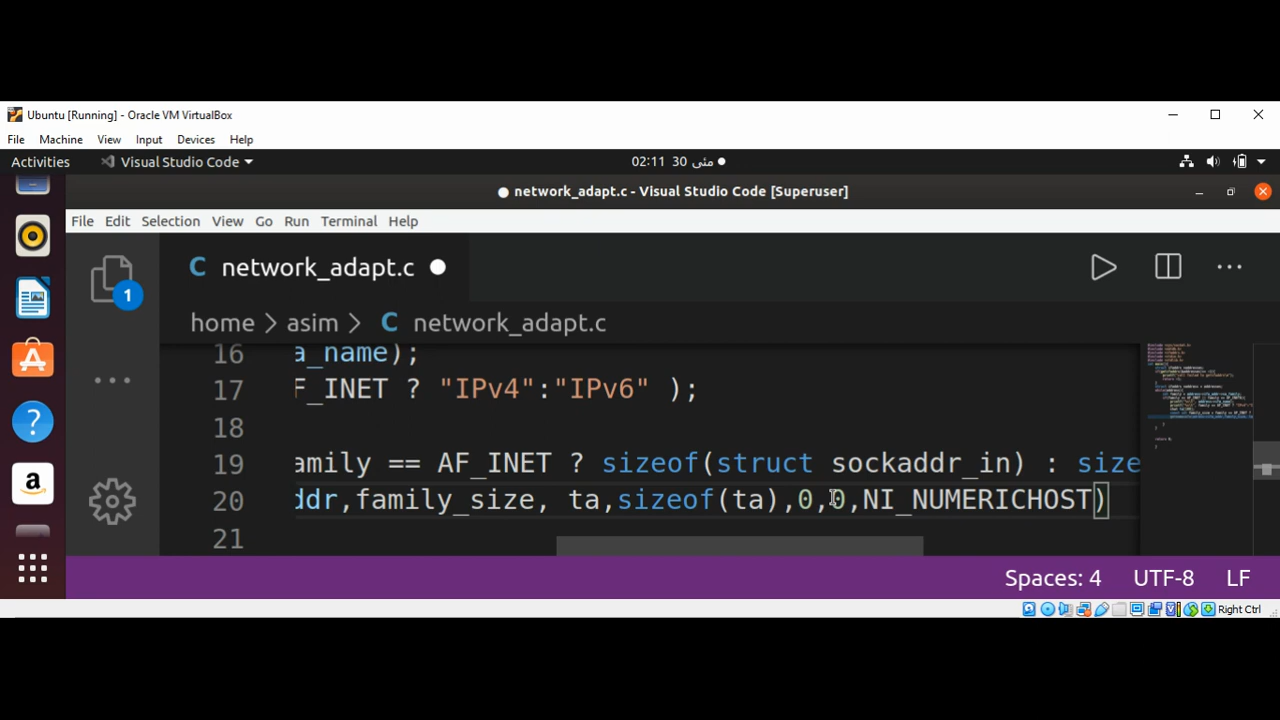 Ubuntu [Running] - Oracle VM VirtualBox
File Machine View Input Devices Help
Activities Visual Studio Code 02:11 30 مئی
network_adapt.c - Visual Studio Code [Superuser]
File Edit Selection View Go Run Terminal Help
C network_adapt.c
1
home > asim > C network_adapt.c
16 a_name);
17 F_INET ? "IPv4":"IPv6" );
18
19 amily == AF_INET ? sizeof(struct sockaddr_in) : size
20 ddr,family_size, ta,sizeof(ta),0,0,NI_NUMERICHOST)
21
Spaces: 4 UTF-8 LF
Right Ctrl